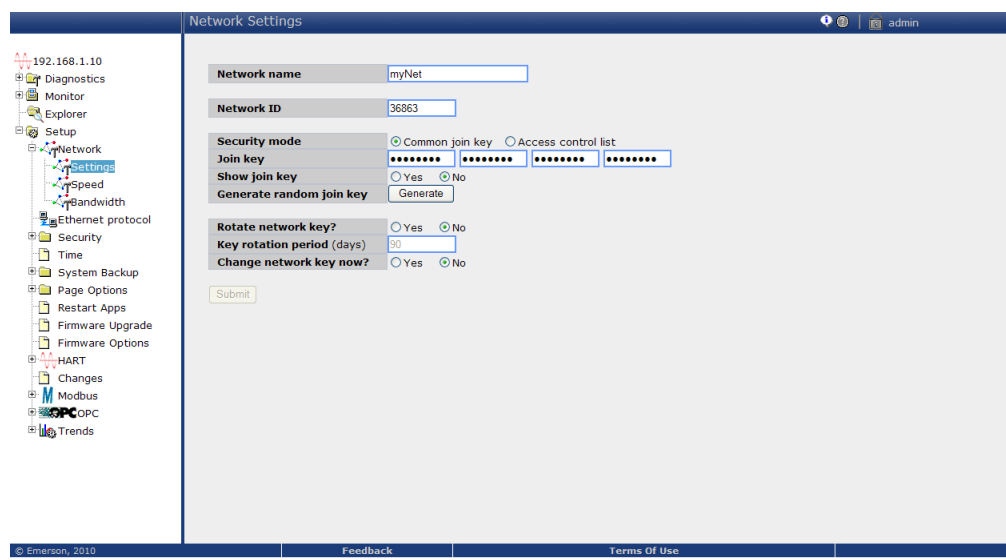 Network Settings
admin
192.168.1.10
Diagnostics
Monitor
Explorer
Setup
Network
Settings
Speed
Bandwidth
Ethernet protocol
Security
Time
System Backup
Page Options
Restart Apps
Firmware Upgrade
Firmware Options
HART
Changes
M Modbus
OPC OPC
Trends
Network name myNet
Network ID 36863
Security mode Common join key Access control list
Join key •••••••• •••••••• •••••••• ••••••••
Show join key Yes No
Generate random join key Generate
Rotate network key? Yes No
Key rotation period (days) 90
Change network key now? Yes No
Submit
© Emerson, 2010 Feedback Terms Of Use